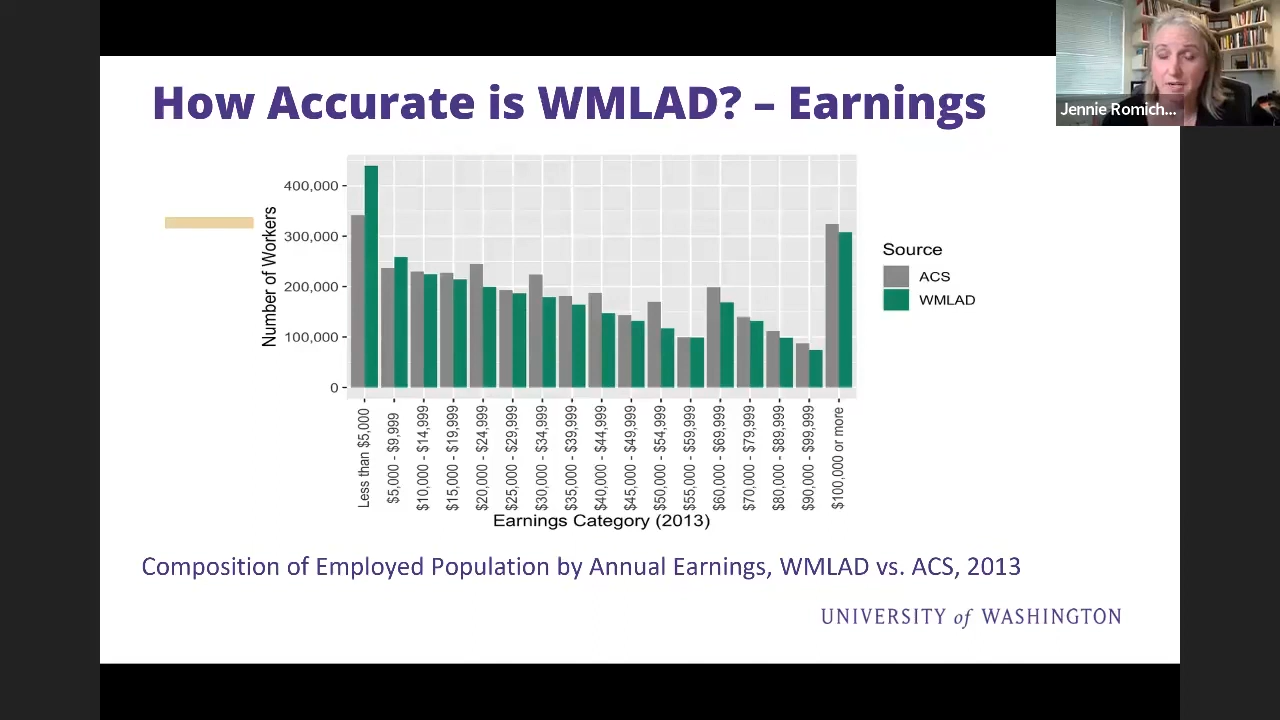 How Accurate is WMLAD? – Earnings
Jennie Romich...
Number of Workers
400,000
300,000
200,000
100,000
0
Less than $5,000
$5,000 - $9,999
$10,000 - $14,999
$15,000 - $19,999
$20,000 - $24,999
$25,000 - $29,999
$30,000 - $34,999
$35,000 - $39,999
$40,000 - $44,999
$45,000 - $49,999
$50,000 - $54,999
$55,000 - $59,999
$60,000 - $69,999
$70,000 - $79,999
$80,000 - $89,999
$90,000 - $99,999
$100,000 or more
Earnings Category (2013)
Source
ACS
WMLAD
Composition of Employed Population by Annual Earnings, WMLAD vs. ACS, 2013
UNIVERSITY of WASHINGTON